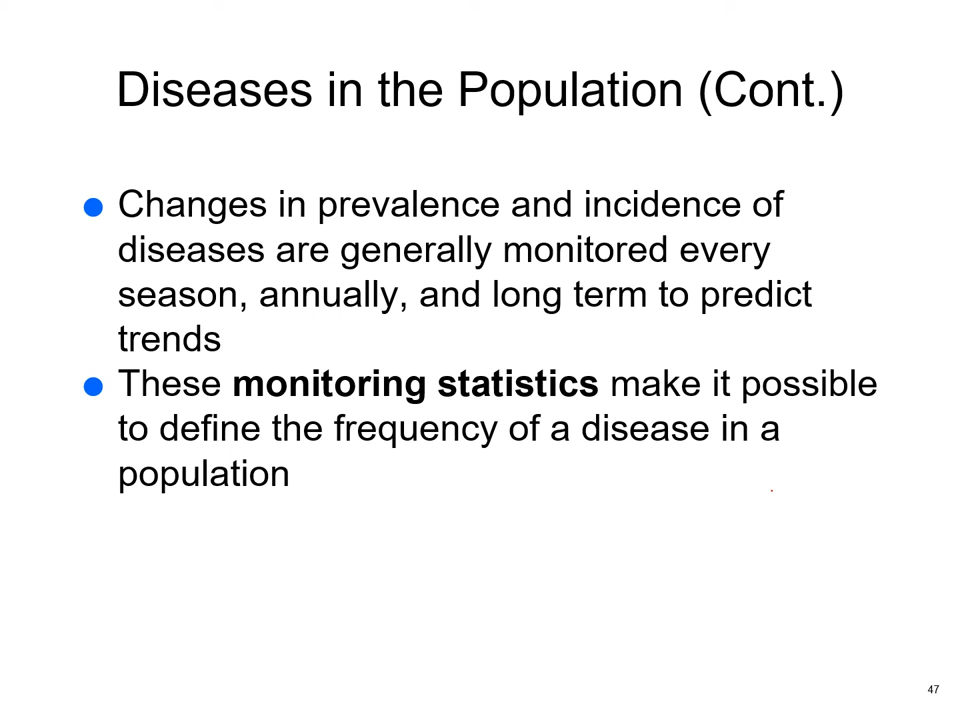 Diseases in the Population (Cont.)
Changes in prevalence and incidence of
diseases are generally monitored every
season, annually, and long term to predict
trends
These monitoring statistics make it possible
to define the frequency of a disease in a
population
47